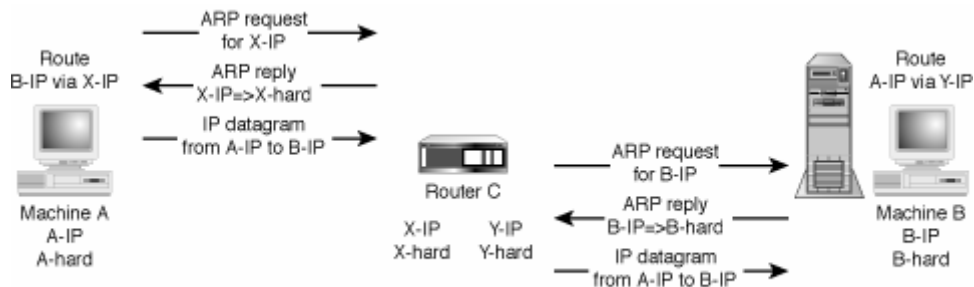 Route
B-IP via X-IP
Machine A
A-IP
A-hard
ARP request
for X-IP
ARP reply
X-IP=>X-hard
IP datagram
from A-IP to B-IP
Router C
X-IP Y-IP
X-hard Y-hard
ARP request
for B-IP
ARP reply
B-IP=>B-hard
IP datagram
from A-IP to B-IP
Route
A-IP via Y-IP
Machine B
B-IP
B-hard